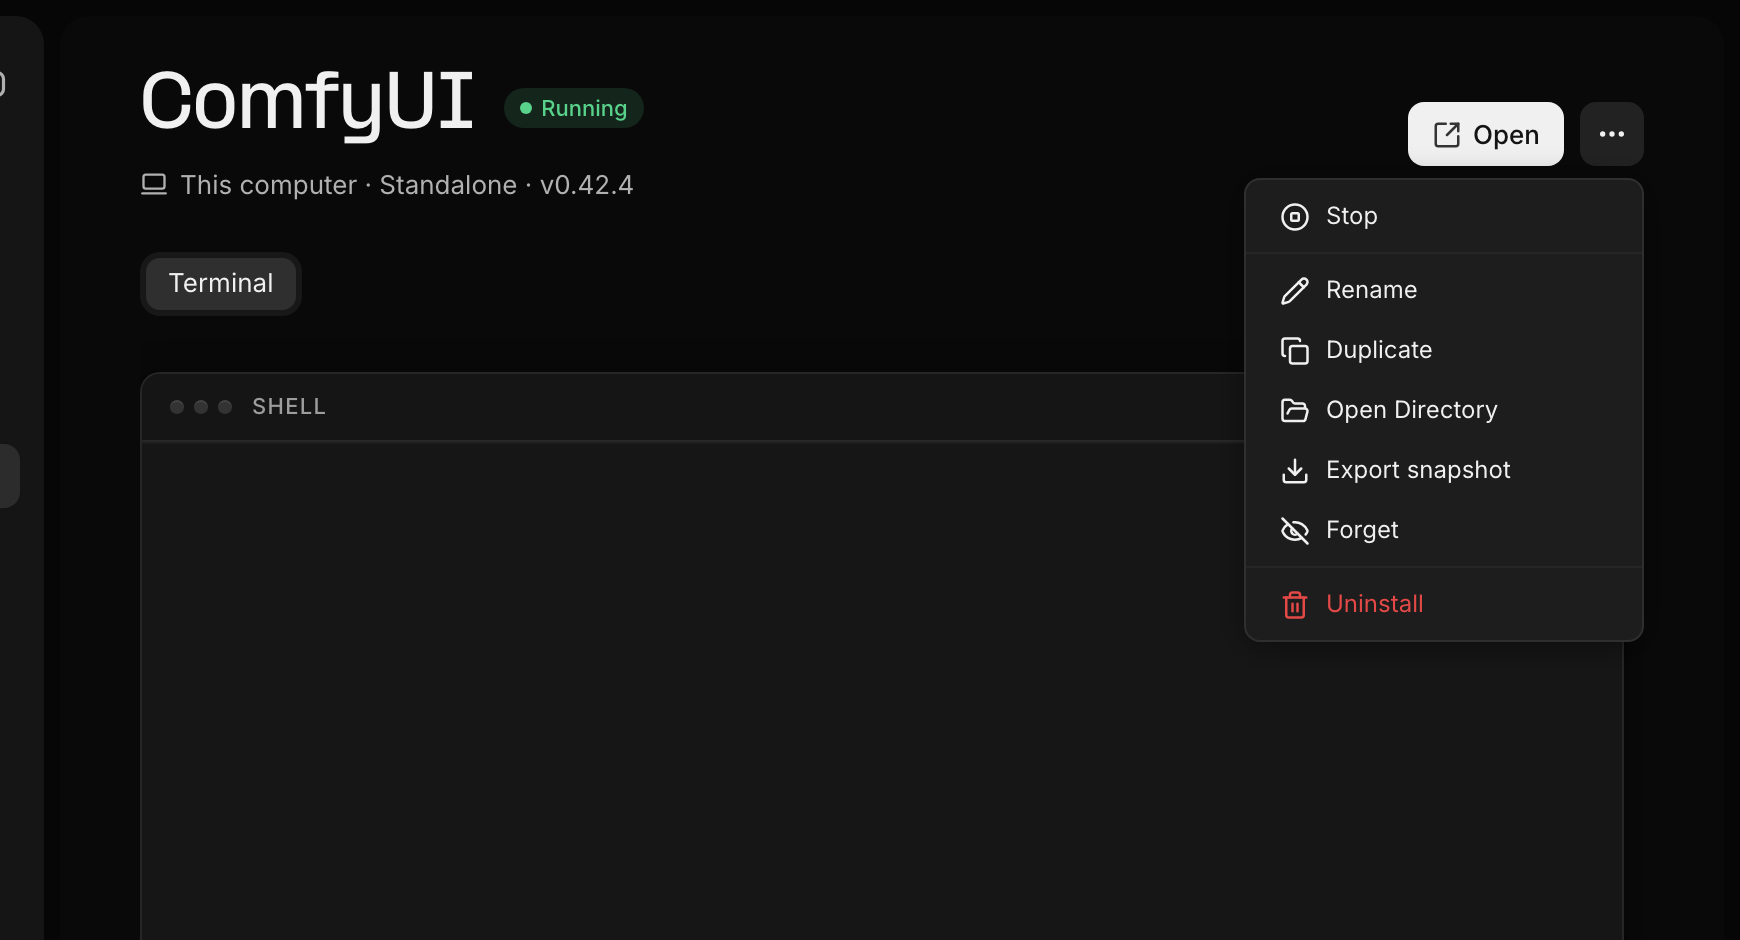 ComfyUI
Running
Open
This computer · Standalone · v0.42.4
Stop
Terminal
Rename
Duplicate
SHELL
Open Directory
Export snapshot
Forget
Uninstall